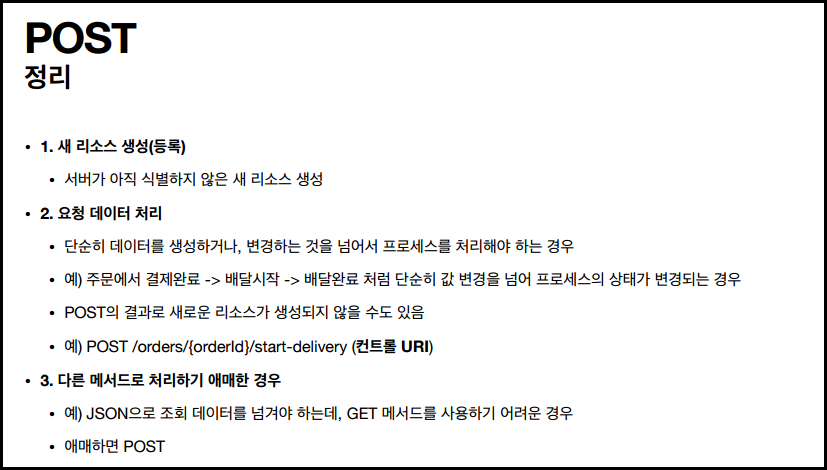 POST
정리
• 1. 새 리소스 생성(등록)
• 서버가 아직 식별하지 않은 새 리소스 생성
• 2. 요청 데이터 처리
• 단순히 데이터를 생성하거나, 변경하는 것을 넘어서 프로세스를 처리해야 하는 경우
• 예) 주문에서 결제완료 -> 배달시작 -> 배달완료 처럼 단순히 값 변경을 넘어 프로세스의 상태가 변경되는 경우
• POST의 결과로 새로운 리소스가 생성되지 않을 수도 있음
• 예) POST /orders/{orderId}/start-delivery (컨트롤 URI)
• 3. 다른 메서드로 처리하기 애매한 경우
• 예) JSON으로 조회 데이터를 넘겨야 하는데, GET 메서드를 사용하기 어려운 경우
• 애매하면 POST